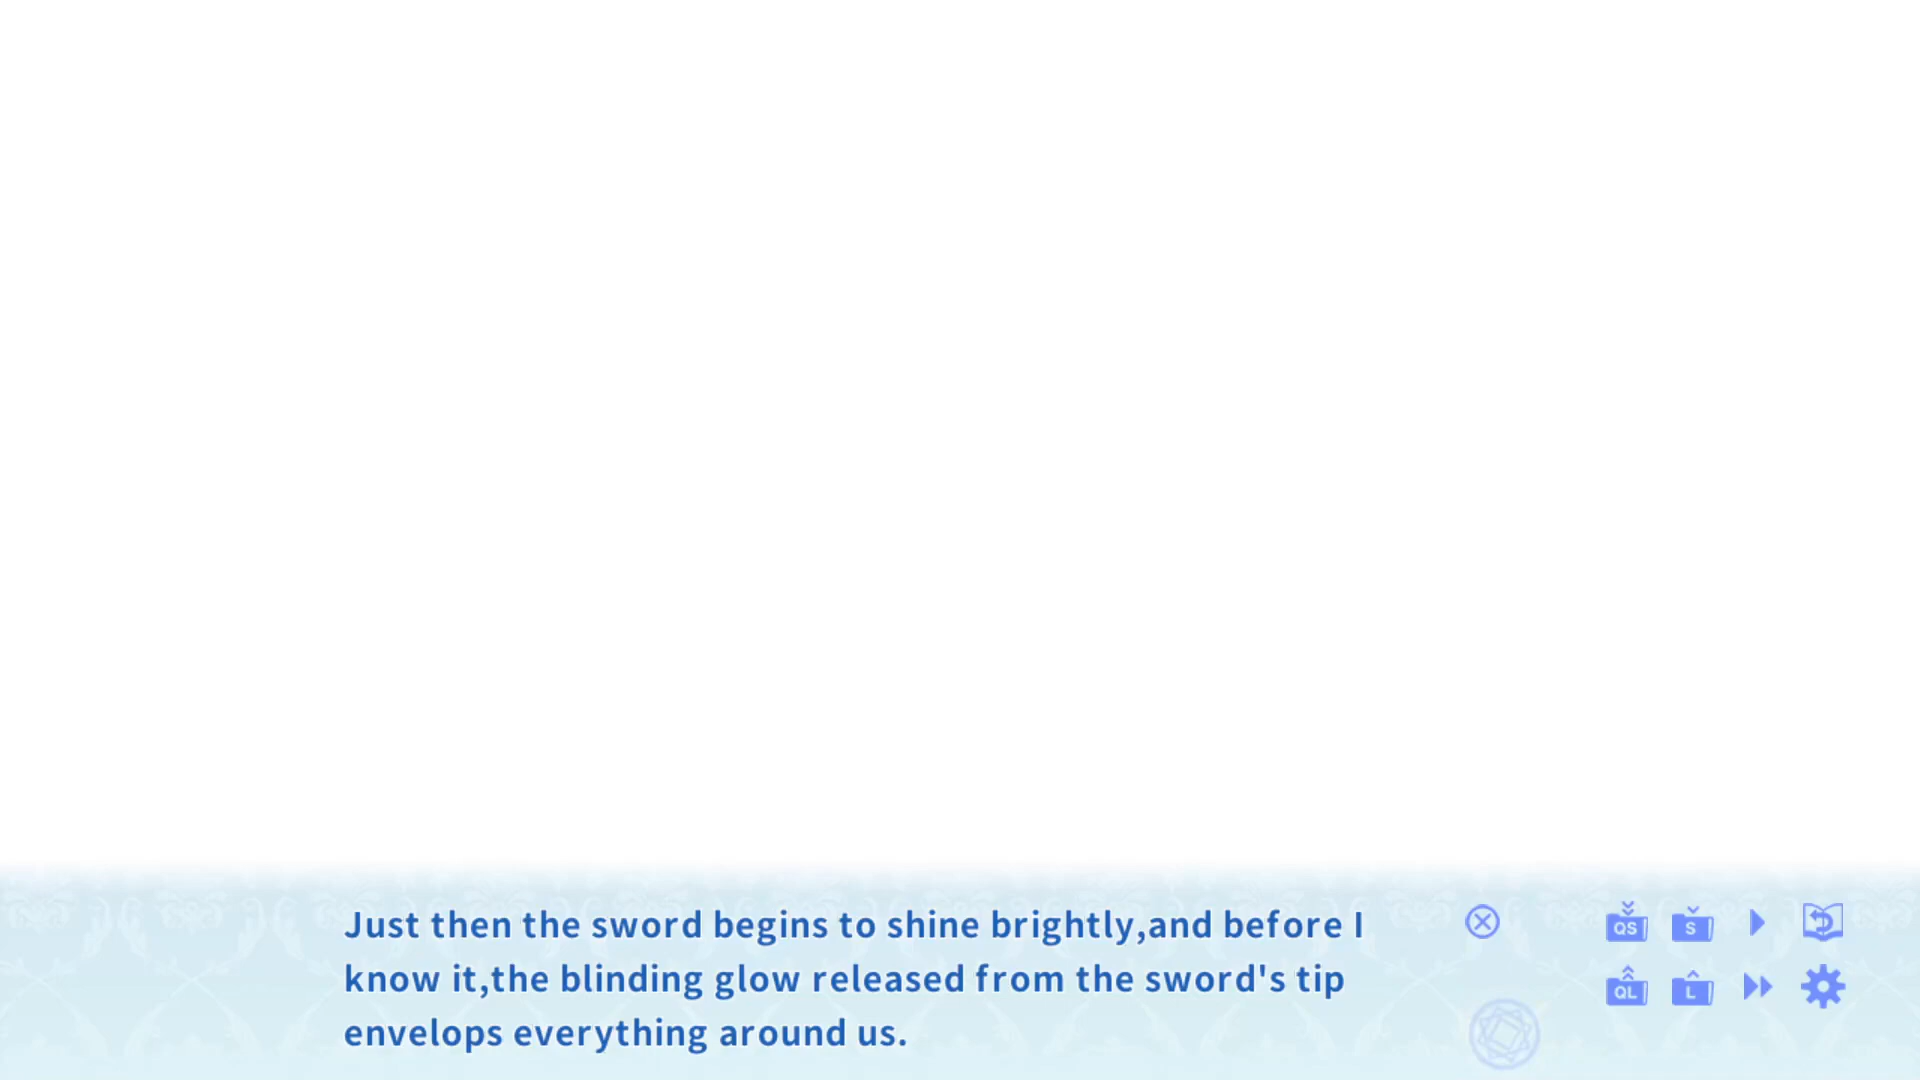 Just then the sword begins to shine brightly,and before I
know it,the blinding glow released from the sword's tip
envelops everything around us.
QS
S
QL
L